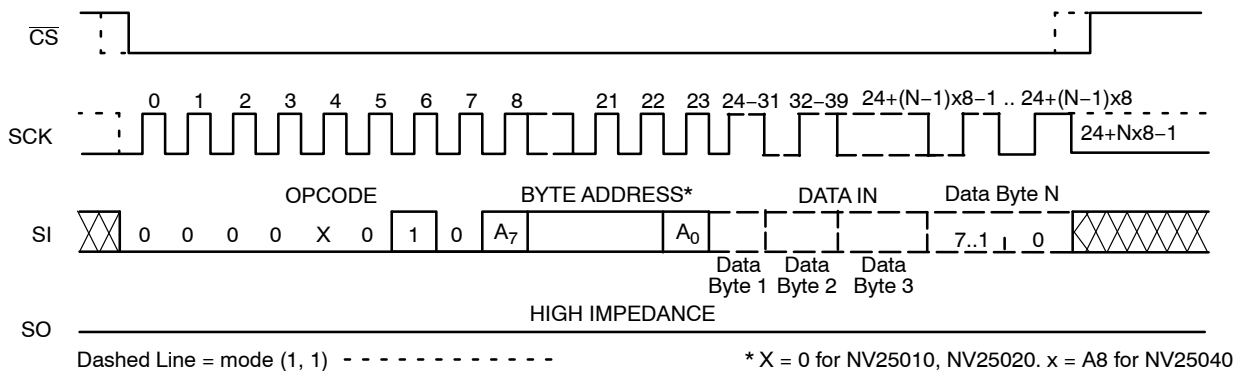 CS
0 1 2 3 4 5 6 7 8 21 22 23 24−31 32−39 24+(N−1)x8−1 .. 24+(N−1)x8
SCK
24+Nx8−1
OPCODE BYTE ADDRESS* DATA IN Data Byte N
SI 0 0 0 0 X 0 1 0 A7 A0 7..1 0
Data Byte 1 Data Byte 2 Data Byte 3
HIGH IMPEDANCE
SO
Dashed Line = mode (1, 1) * X = 0 for NV25010, NV25020. x = A8 for NV25040